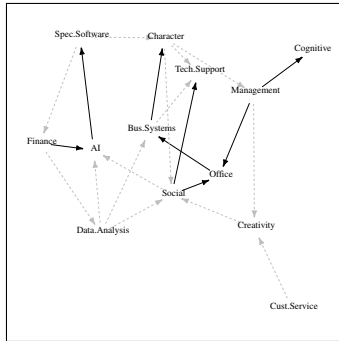 Spec.Software
Character
Cognitive
Tech.Support
Management
Bus.Systems
Finance
AI
Office
Social
Data.Analysis
Creativity
Cust.Service